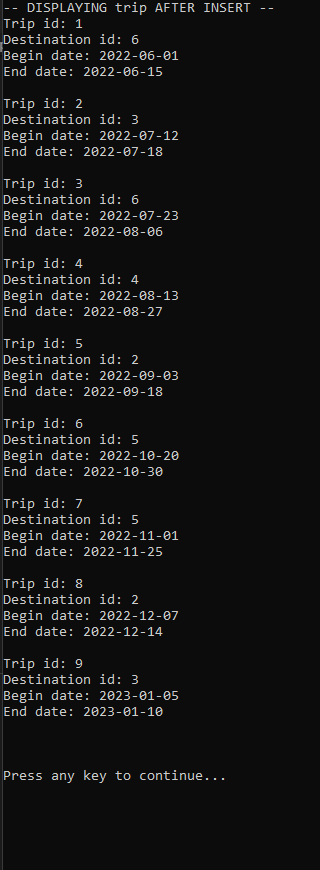 -- DISPLAYING trip AFTER INSERT --
Trip id: 1
Destination id: 6
Begin date: 2022-06-01
End date: 2022-06-15
Trip id: 2
Destination id: 3
Begin date: 2022-07-12
End date: 2022-07-18
Trip id: 3
Destination id: 6
Begin date: 2022-07-23
End date: 2022-08-06
Trip id: 4
Destination id: 4
Begin date: 2022-08-13
End date: 2022-08-27
Trip id: 5
Destination id: 2
Begin date: 2022-09-03
End date: 2022-09-18
Trip id: 6
Destination id: 5
Begin date: 2022-10-20
End date: 2022-10-30
Trip id: 7
Destination id: 5
Begin date: 2022-11-01
End date: 2022-11-25
Trip id: 8
Destination id: 2
Begin date: 2022-12-07
End date: 2022-12-14
Trip id: 9
Destination id: 3
Begin date: 2023-01-05
End date: 2023-01-10
Press any key to continue...